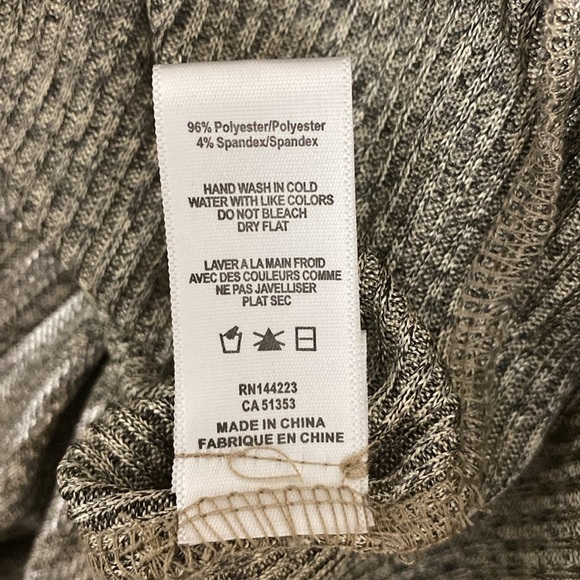 96% Polyester/Polyester
4% Spandex/Spandex
HAND WASH IN COLD
WATER WITH LIKE COLORS
DO NOT BLEACH
DRY FLAT
LAVER A LA MAIN FROID
AVEC DES COULEURS COMME
NE PAS JAVELLISER
PLAT SEC
RN144223
CA 51353
MADE IN CHINA
FABRIQUE EN CHINE